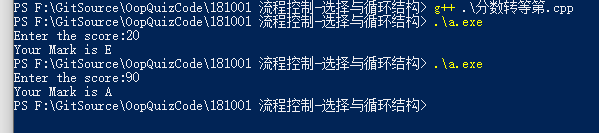 PS F:\GitSource\OopQuizCode\181001 流程控制-选择与循环结构> g++ .\分数转等第.cpp
PS F:\GitSource\OopQuizCode\181001 流程控制-选择与循环结构> .\a.exe
Enter the score:20
Your Mark is E
PS F:\GitSource\OopQuizCode\181001 流程控制-选择与循环结构> .\a.exe
Enter the score:90
Your Mark is A
PS F:\GitSource\OopQuizCode\181001 流程控制-选择与循环结构>